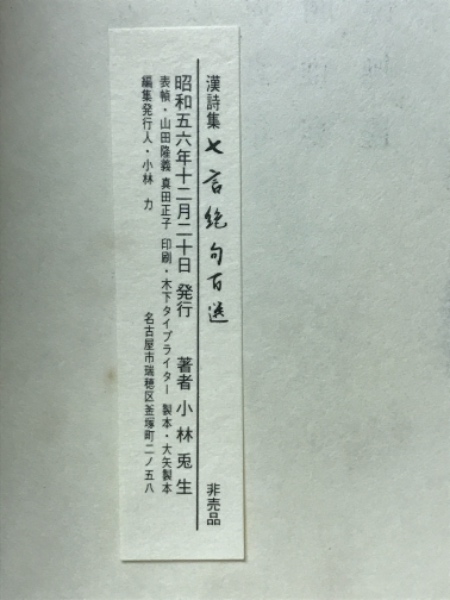 漢詩集 七言絶句百選 非売品
昭和五六年十二月二十日 発行 著者 小林 兎生
表幀・山田隆義 真田正子 印刷・木下タイプライター 製本・大矢製本
編集発行人・小林 力 名古屋市瑞穂区釜塚町二ノ五八